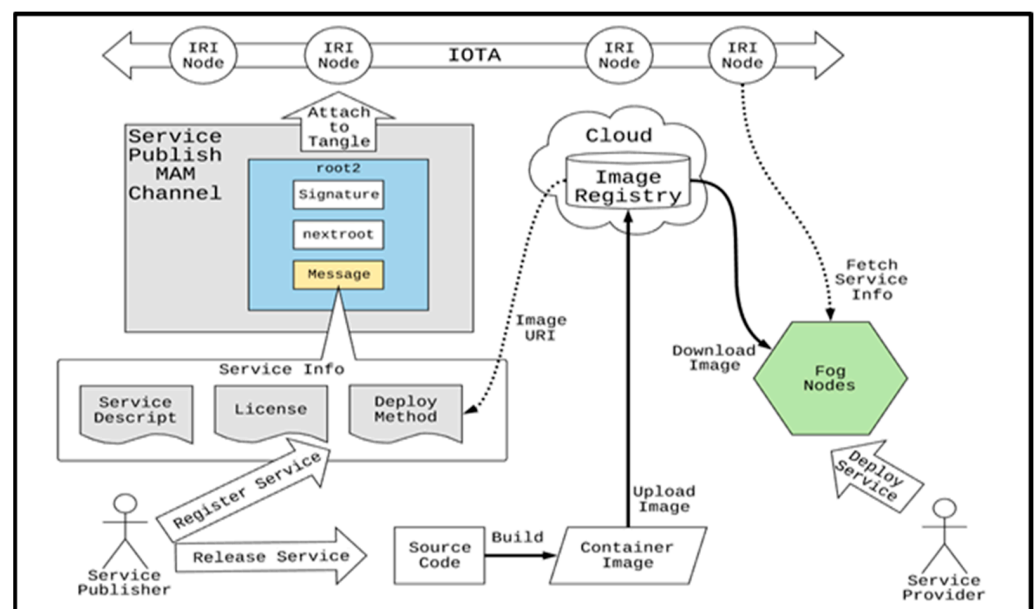 IRI
Node
IRI
Node
IOTA
IRI
Node
IRI
Node
Attach
to
Tangle
Service
Publish
MAM
Channel
root2
Signature
nextroot
Message
Cloud
Image
Registry
Fetch
Service
Info
Image
URI
Download
Image
Fog
Nodes
Service Info
Service
Descript
License
Deploy
Method
Register Service
Deploy
Service
Upload
Image
Release Service
Source
Code
Build
Container
Image
Service
Publisher
Service
Provider